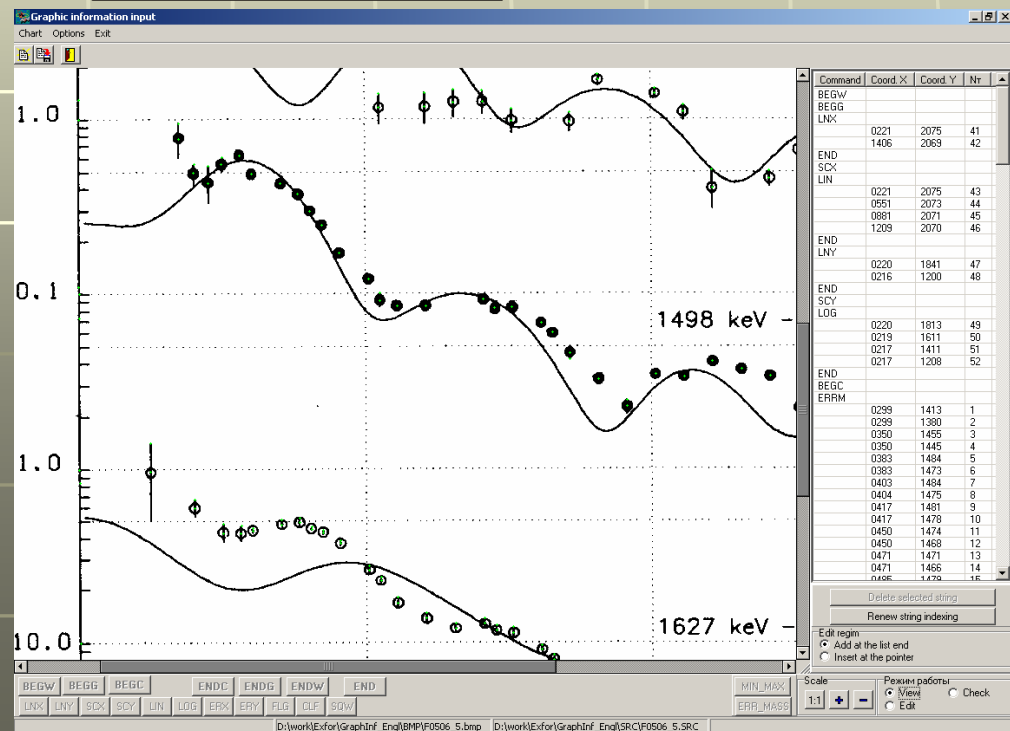 Graphic information input
Chart Options Exit
1.0
0.1
1498 keV
1.0
1627 keV
10.0
Command Coord. X Coord. Y Nт
BEGW
BEGG
LNX
0221 2075 41
1406 2069 42
END
SCX
LIN
0221 2075 43
0551 2073 44
0881 2071 45
1209 2070 46
END
LNY
0220 1841 47
0216 1200 48
END
SCY
LOG
0220 1813 49
0219 1611 50
0217 1411 51
0217 1208 52
END
BEGC
ERRM
0299 1413 1
0299 1380 2
0350 1455 3
0350 1445 4
0383 1484 5
0383 1473 6
0403 1484 7
0404 1475 8
0417 1481 9
0417 1478 10
0450 1474 11
0450 1468 12
0471 1471 13
0471 1466 14
0485 1479 15
Delete selected string
Renew string indexing
Edit regim
Add at the list end
Insert at the pointer
BEGW BEGG BEGC ENDC ENDG ENDW END
LNX LNY SCX SCY LIN LOG ERX ERY FLG CLF SQW
MIN_MAX
ERR_MASS
Scale
1:1 + -
Режим работы
View Check
Edit
D:\work\Exfor\GraphInf_Engl\BMP\F0506_5.bmp D:\work\Exfor\GraphInf_Engl\SRC\F0506_5.SRC